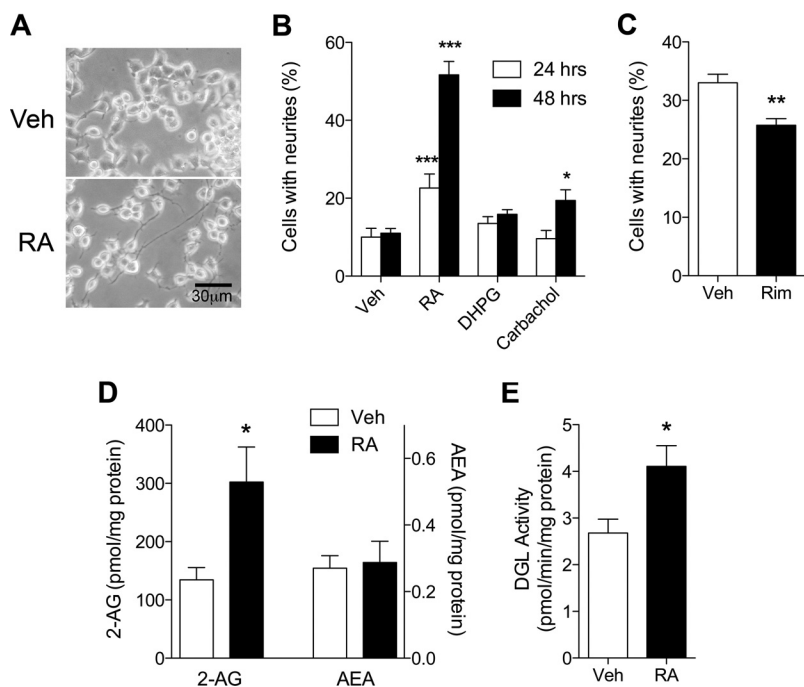 A
Veh
RA
30μm
B
Cells with neurites (%)
60
40
20
0
***
***
*
24 hrs
48 hrs
Veh
RA
DHPG
Carbachol
C
Cells with neurites (%)
40
30
20
10
0
**
Veh
Rim
D
2-AG (pmol/mg protein)
400
300
200
100
0
*
Veh
RA
0.6
0.4
0.2
0.0
AEA (pmol/mg protein)
2-AG
AEA
E
DGL Activity
(pmol/min/mg protein)
5
4
3
2
1
0
*
Veh
RA